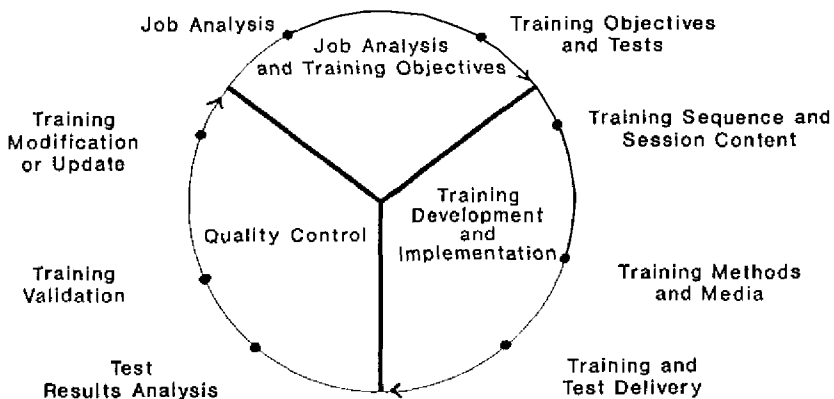 Job Analysis
Job Analysis
and Training Objectives
Training Objectives
and Tests
Training Sequence and
Session Content
Training
Development
and
Implementation
Training Methods
and Media
Training and
Test Delivery
Test
Results Analysis
Training
Validation
Quality Control
Training
Modification
or Update